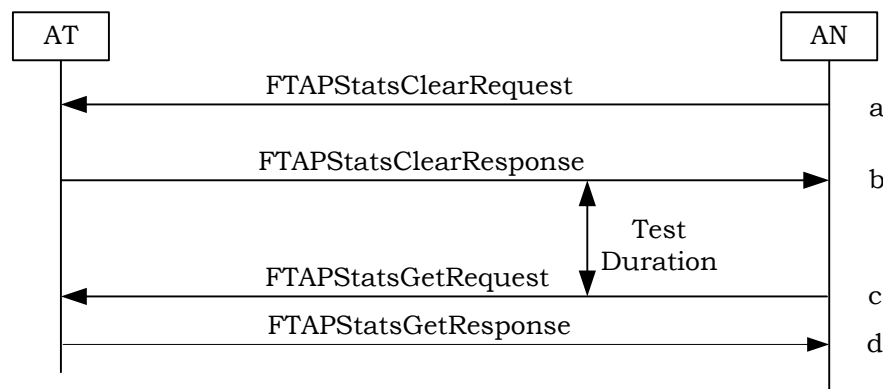 AT
AN
FTAPStatsClearRequest
a
FTAPStatsClearResponse
b
Test
Duration
FTAPStatsGetRequest
c
FTAPStatsGetResponse
d